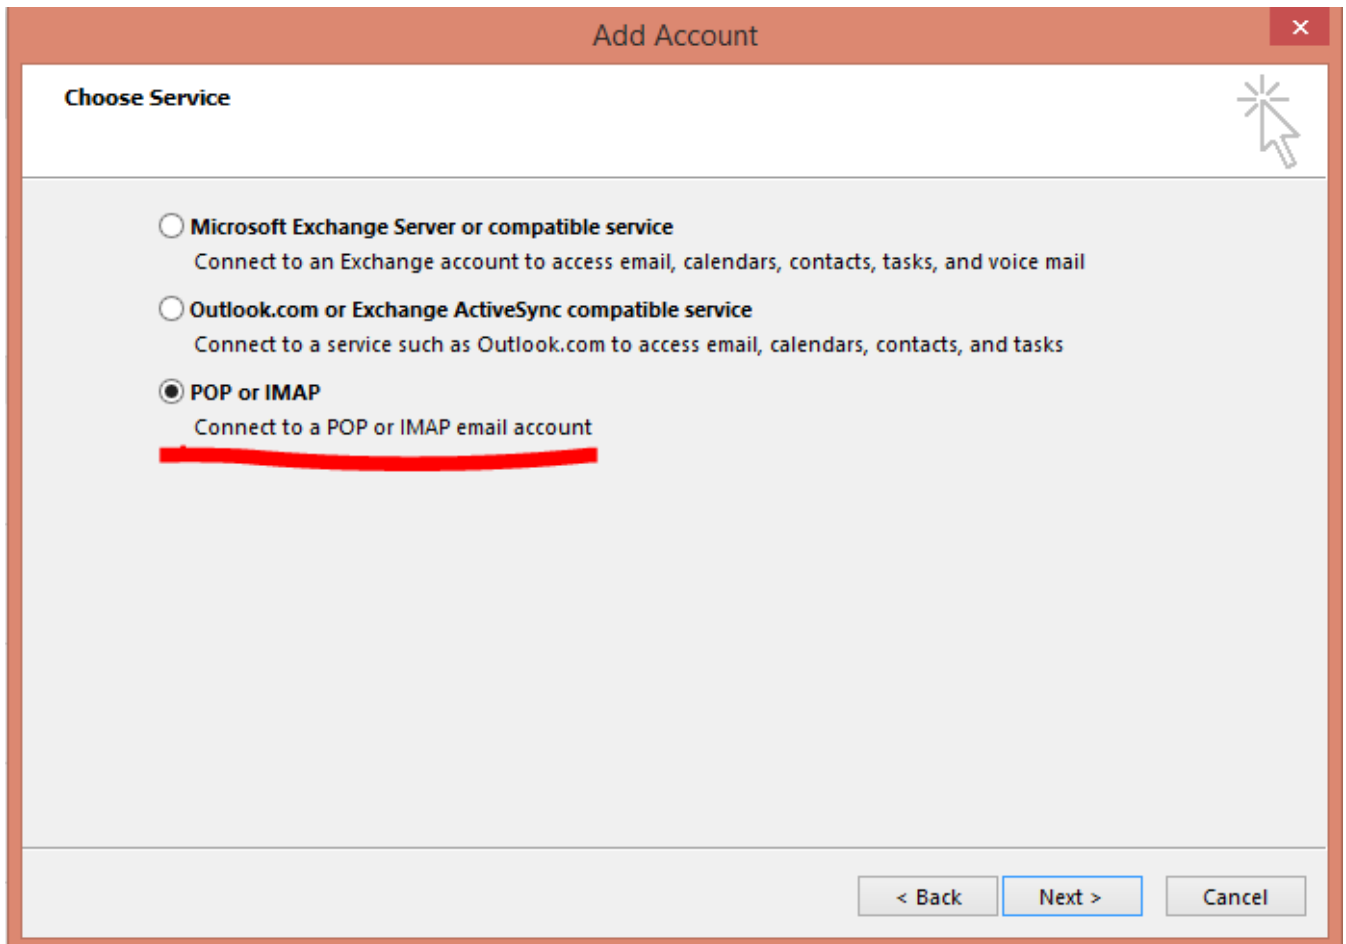 Add Account
Choose Service
Microsoft Exchange Server or compatible service
Connect to an Exchange account to access email, calendars, contacts, tasks, and voice mail
Outlook.com or Exchange ActiveSync compatible service
Connect to a service such as Outlook.com to access email, calendars, contacts, and tasks
POP or IMAP
Connect to a POP or IMAP email account
< Back Next > Cancel